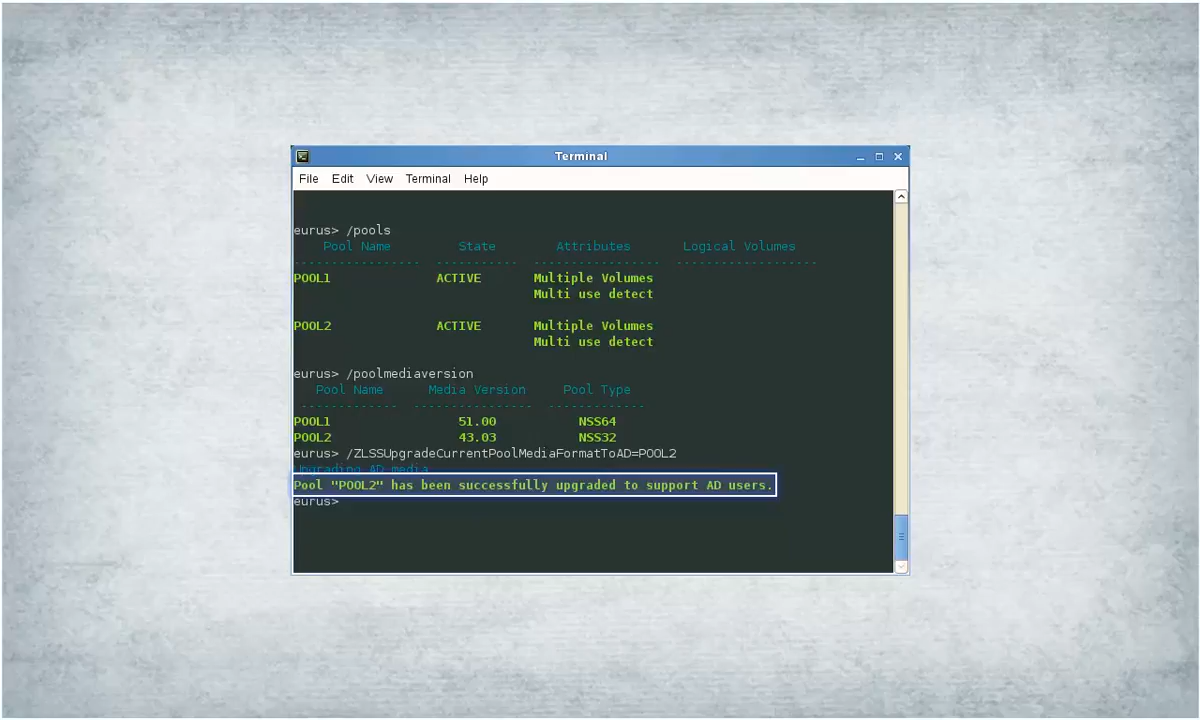 Terminal
File Edit View Terminal Help
eurus> /pools
Pool Name State Attributes Logical Volumes
POOL1 ACTIVE Multiple Volumes
Multi use detect
POOL2 ACTIVE Multiple Volumes
Multi use detect
eurus> /poolmediaversion
Pool Name Media Version Pool Type
POOL1 51.00 NSS64
POOL2 43.03 NSS32
eurus> /ZLSSUpgradeCurrentPoolMediaFormatToAD=POOL2
Upgrading AD media
Pool "POOL2" has been successfully upgraded to support AD users.
eurus>